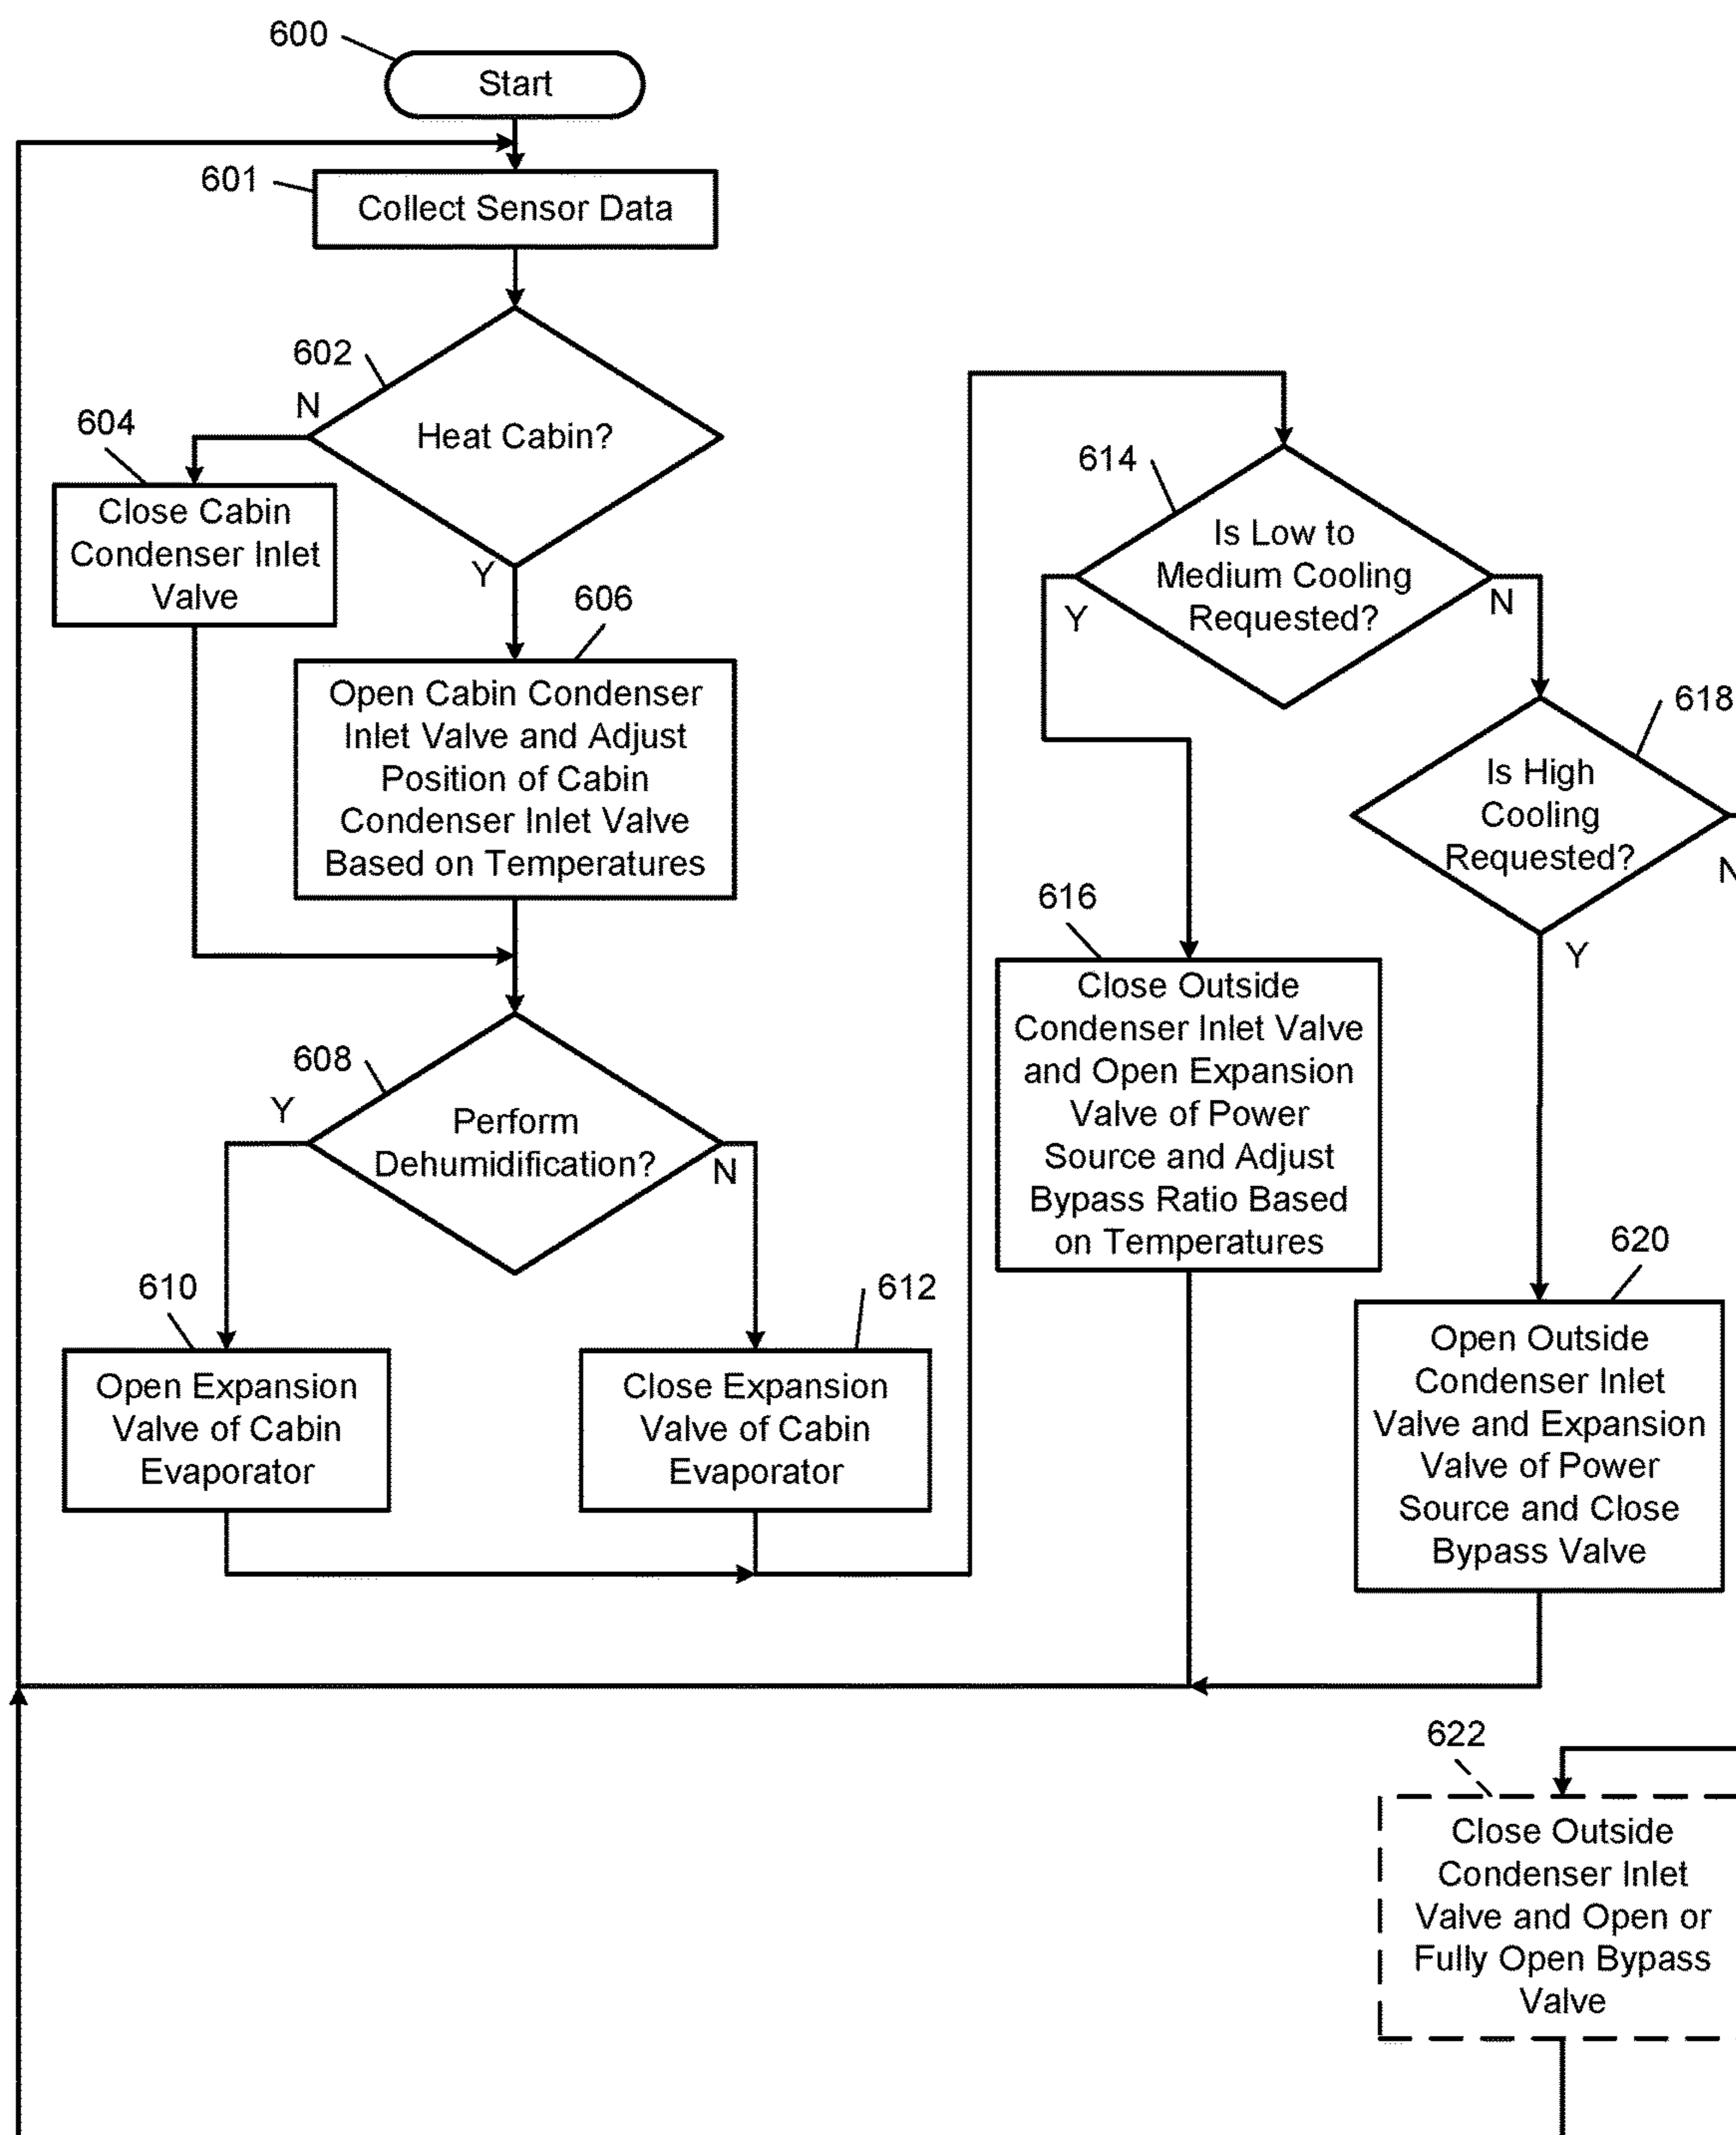 600
Start
601
Collect Sensor Data
602
N
Heat Cabin?
604
Close Cabin
Condenser Inlet
Valve
Y
606
Open Cabin Condenser
Inlet Valve and Adjust
Position of Cabin
Condenser Inlet Valve
Based on Temperatures
608
Y
Perform
Dehumidification?
N
610
Open Expansion
Valve of Cabin
Evaporator
612
Close Expansion
Valve of Cabin
Evaporator
614
Is Low to
Medium Cooling
Requested?
Y
N
616
Close Outside
Condenser Inlet Valve
and Open Expansion
Valve of Power
Source and Adjust
Bypass Ratio Based
on Temperatures
618
Is High
Cooling
Requested?
N
Y
620
Open Outside
Condenser Inlet
Valve and Expansion
Valve of Power
Source and Close
Bypass Valve
622
Close Outside
Condenser Inlet
Valve and Open or
Fully Open Bypass
Valve